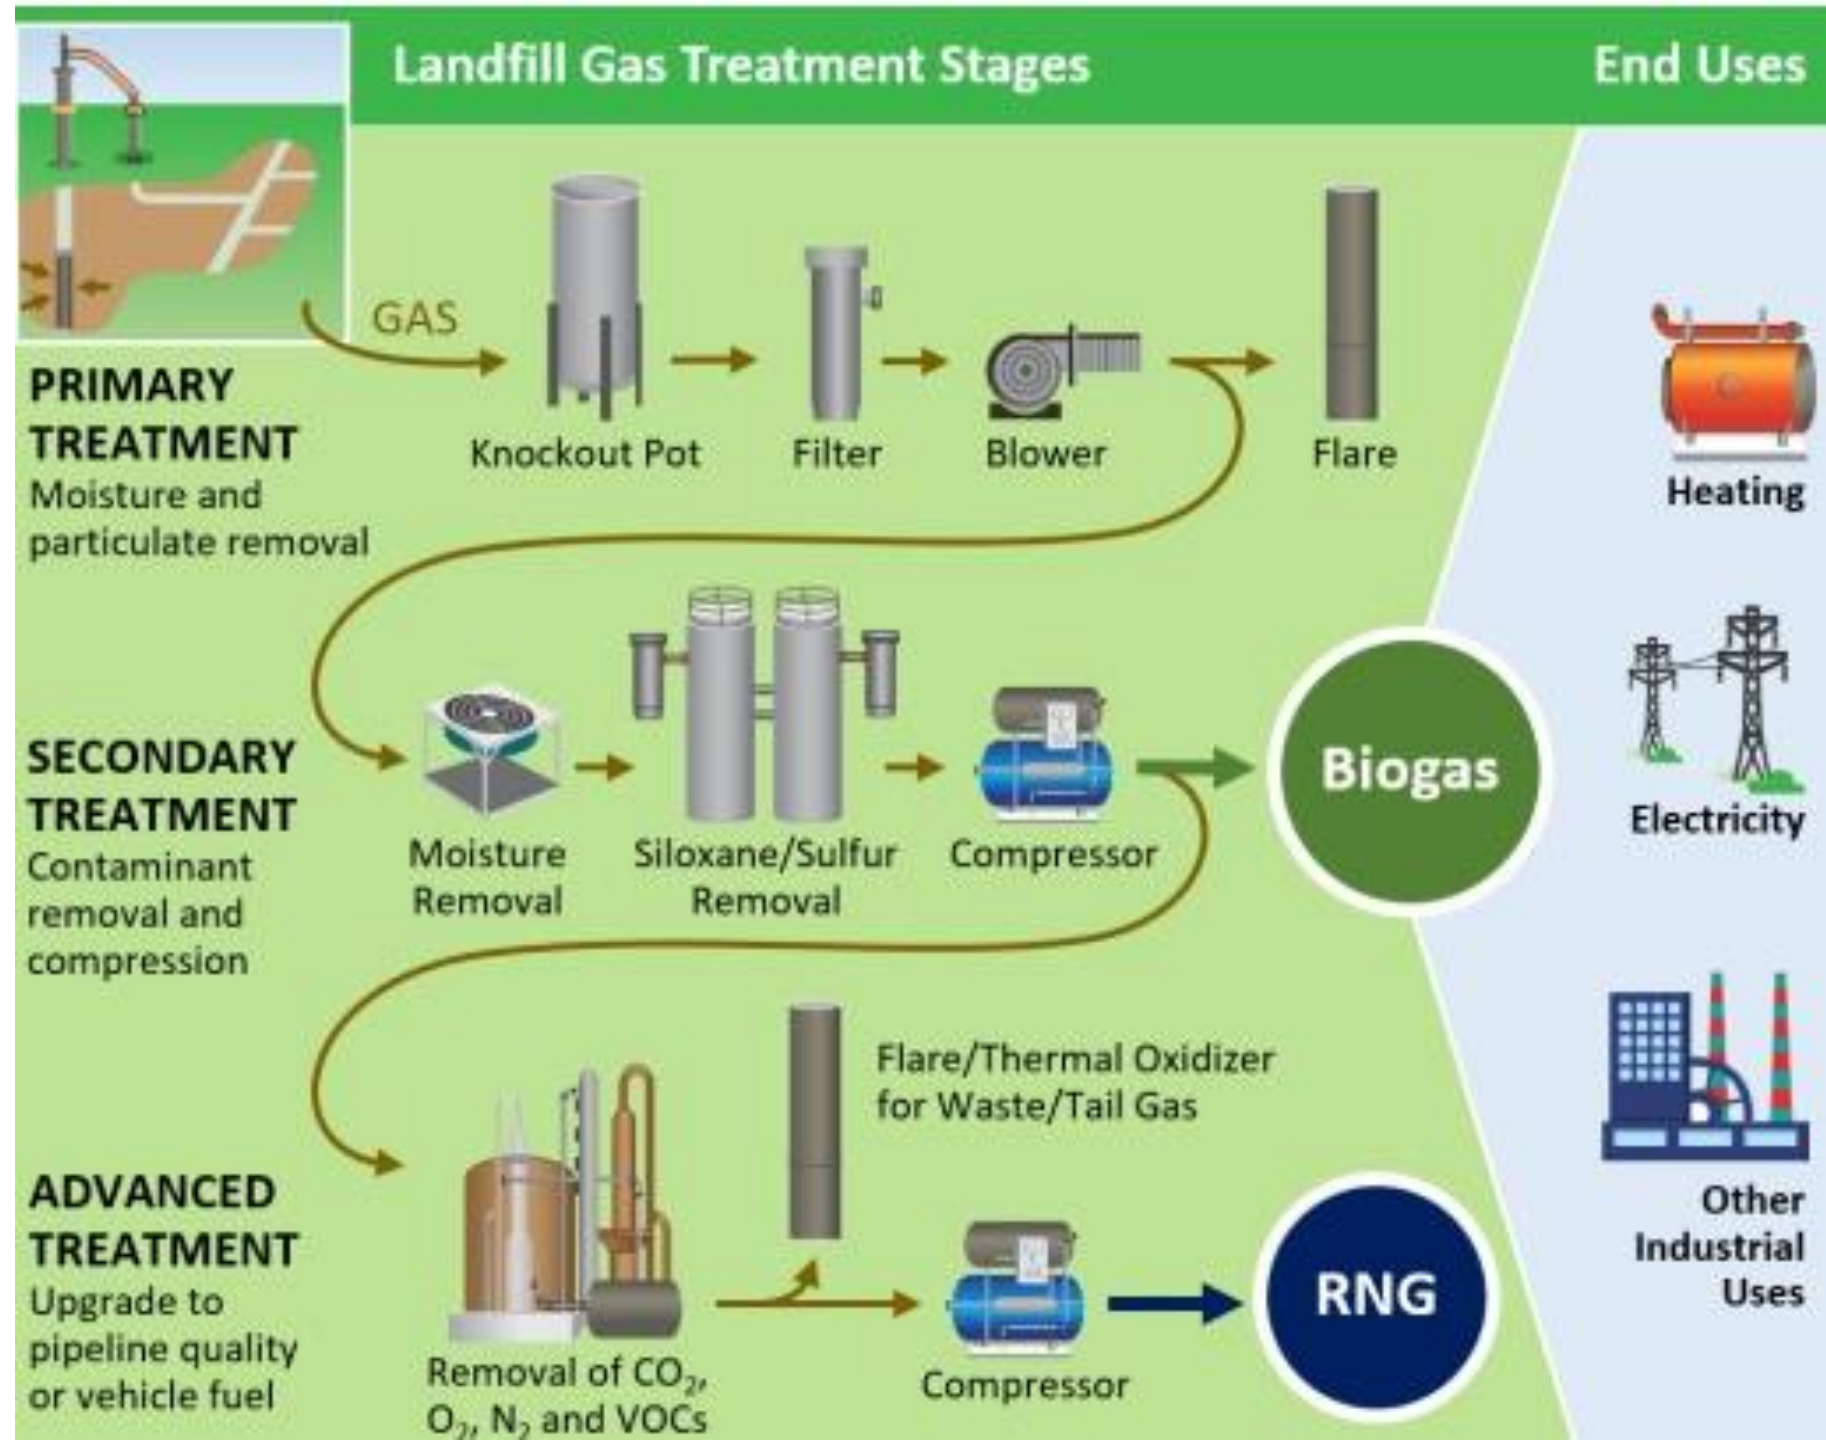 Landfill Gas Treatment Stages
End Uses
GAS
PRIMARY
TREATMENT
Moisture and
particulate removal
Knockout Pot
Filter
Blower
Flare
Heating
SECONDARY
TREATMENT
Contaminant
removal and
compression
Moisture
Removal
Siloxane/Sulfur
Removal
Compressor
Biogas
Electricity
ADVANCED
TREATMENT
Upgrade to
pipeline quality
or vehicle fuel
Removal of CO₂,
O₂, N₂ and VOCs
Flare/Thermal Oxidizer
for Waste/Tail Gas
Compressor
RNG
Other
Industrial
Uses